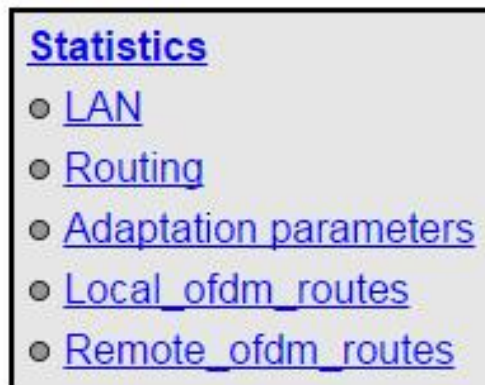 Statistics
LAN
Routing
Adaptation parameters
Local_ofdm_routes
Remote_ofdm_routes